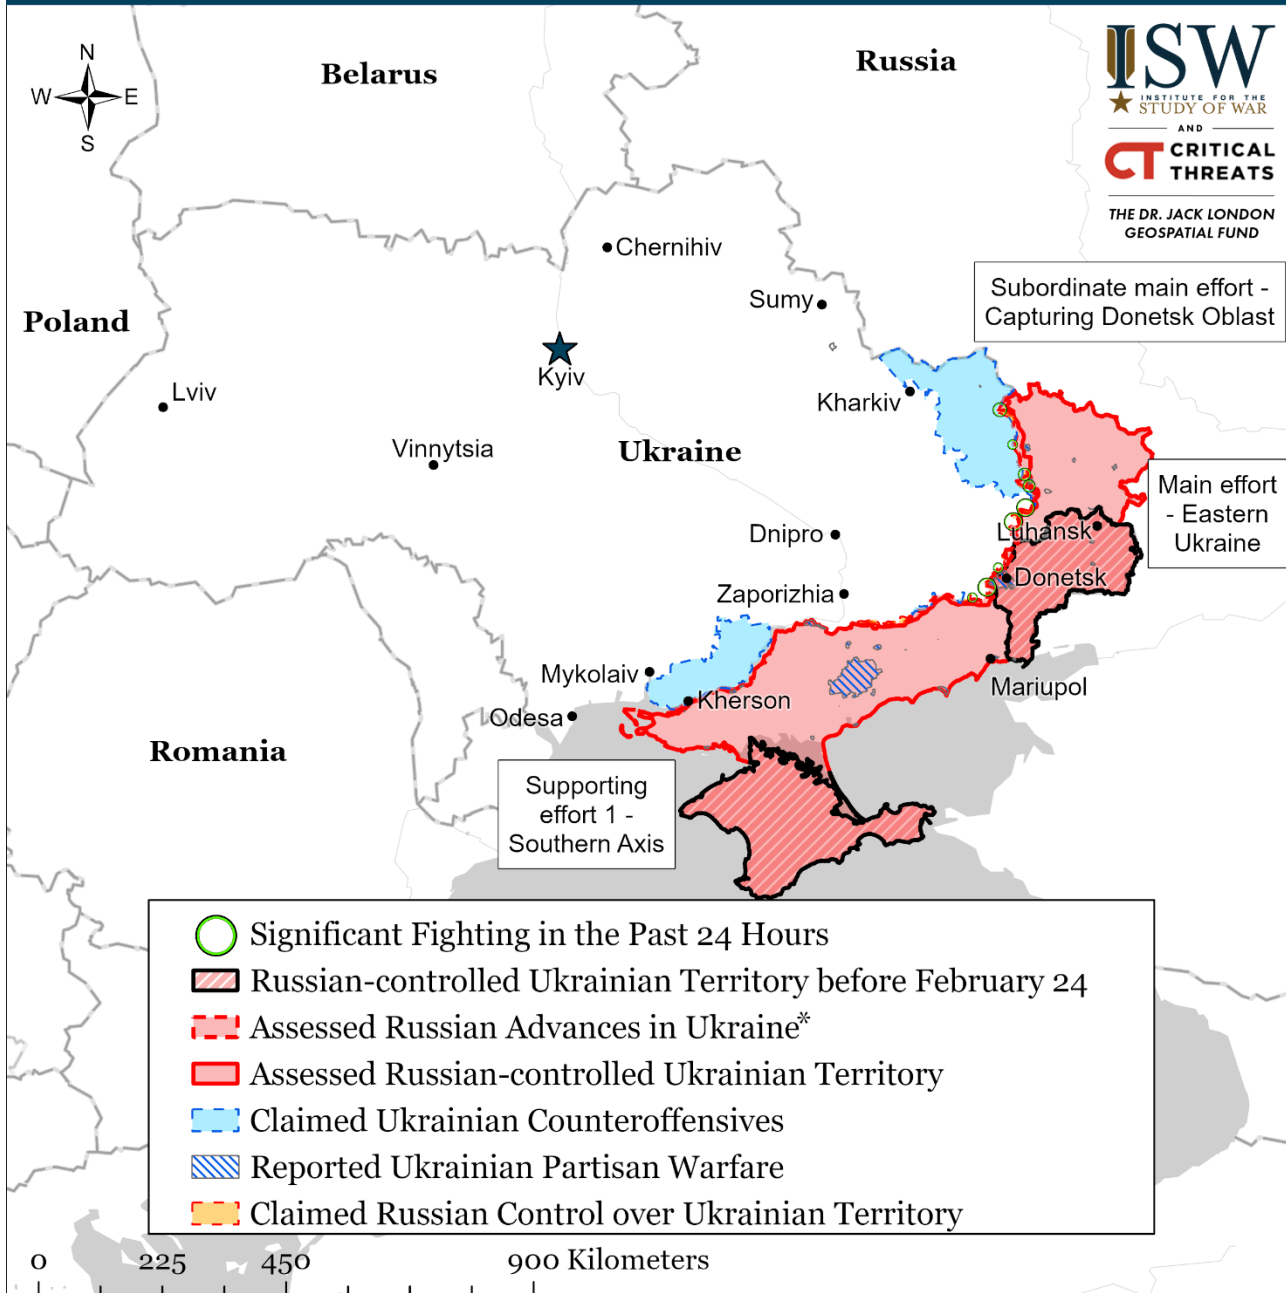 N
W
E
S
Belarus
Russia
ISW
INSTITUTE FOR THE
STUDY OF WAR
AND
CT CRITICAL
THREATS
THE DR. JACK LONDON
GEOSPATIAL FUND
Chernihiv
Sumy
Subordinate main effort -
Capturing Donetsk Oblast
Poland
Kyiv
Lviv
Kharkiv
Vinnytsia
Ukraine
Main effort
- Eastern
Ukraine
Dnipro
Luhansk
Donetsk
Zaporizhia
Mykolaiv
Mariupol
Kherson
Odesa
Romania
Supporting
effort 1 -
Southern Axis
Significant Fighting in the Past 24 Hours
Russian-controlled Ukrainian Territory before February 24
Assessed Russian Advances in Ukraine*
Assessed Russian-controlled Ukrainian Territory
Claimed Ukrainian Counteroffensives
Reported Ukrainian Partisan Warfare
Claimed Russian Control over Ukrainian Territory
0 225 450 900 Kilometers